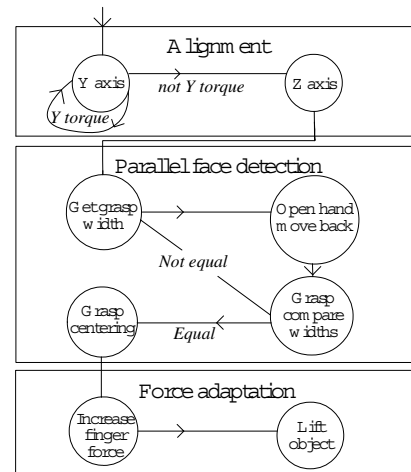 Alignment
Y axis
Z axis
not Y torque
Y torque
Parallel face detection
Get grasp
width
Open hand
move back
Not equal
Grasp
centering
Equal
Grasp
compare
widths
Force adaptation
Increase
finger
force
Lift
object